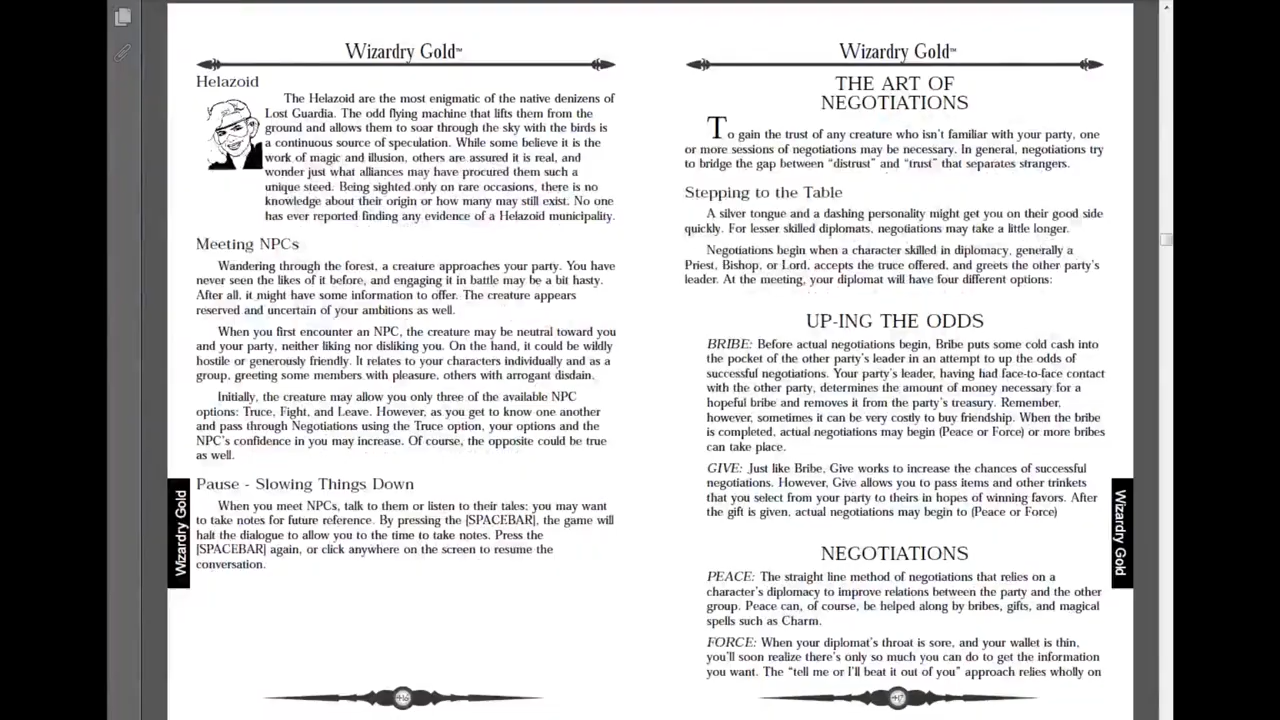 Wizardry Gold™
Helazoid
The Helazoid are the most enigmatic of the native denizens of
Lost Guardia. The odd flying machine that lifts them from the
ground and allows them to soar through the sky with the birds is
a continuous source of speculation. While some believe it is the
work of magic and illusion, others are assured it is real, and
wonder just what alliances may have procured them such a
unique steed. Being sighted only on rare occasions, there is no
knowledge about their origin or how many may still exist. No one
has ever reported finding any evidence of a Helazoid municipality.
Meeting NPCs
Wandering through the forest, a creature approaches your party. You have
never seen the likes of it before, and engaging it in battle may be a bit hasty.
After all, it might have some information to offer. The creature appears
reserved and uncertain of your ambitions as well.
When you first encounter an NPC, the creature may be neutral toward you
and your party, neither liking nor disliking you. On the hand, it could be wildly
hostile or generously friendly. It relates to your characters individually and as a
group, greeting some members with pleasure, others with arrogant disdain.
Initially, the creature may allow you only three of the available NPC
options: Truce, Fight, and Leave. However, as you get to know one another
and pass through Negotiations using the Truce option, your options and the
NPC's confidence in you may increase. Of course, the opposite could be true
as well.
Pause - Slowing Things Down
When you meet NPCs, talk to them or listen to their tales; you may want
to take notes for future reference. By pressing the [SPACEBAR], the game will
halt the dialogue to allow you to the time to take notes. Press the
[SPACEBAR] again, or click anywhere on the screen to resume the
conversation.
Wizardry Gold
46
Wizardry Gold™
THE ART OF
NEGOTIATIONS
To gain the trust of any creature who isn't familiar with your party, one
or more sessions of negotiations may be necessary. In general, negotiations try
to bridge the gap between "distrust" and "trust" that separates strangers.
Stepping to the Table
A silver tongue and a dashing personality might get you on their good side
quickly. For lesser skilled diplomats, negotiations may take a little longer.
Negotiations begin when a character skilled in diplomacy, generally a
Priest, Bishop, or Lord, accepts the truce offered, and greets the other party's
leader. At the meeting, your diplomat will have four different options:
UP-ING THE ODDS
BRIBE: Before actual negotiations begin, Bribe puts some cold cash into
the pocket of the other party's leader in an attempt to up the odds of
successful negotiations. Your party's leader, having had face-to-face contact
with the other party, determines the amount of money necessary for a
hopeful bribe and removes it from the party's treasury. Remember,
however, sometimes it can be very costly to buy friendship. When the bribe
is completed, actual negotiations may begin (Peace or Force) or more bribes
can take place.
GIVE: Just like Bribe, Give works to increase the chances of successful
negotiations. However, Give allows you to pass items and other trinkets
that you select from your party to theirs in hopes of winning favors. After
the gift is given, actual negotiations may begin to (Peace or Force)
NEGOTIATIONS
PEACE: The straight line method of negotiations that relies on a
character's diplomacy to improve relations between the party and the other
group. Peace can, of course, be helped along by bribes, gifts, and magical
spells such as Charm.
FORCE: When your diplomat's throat is sore, and your wallet is thin,
you'll soon realize there's only so much you can do to get the information
you want. The "tell me or I'll beat it out of you" approach relies wholly on
Wizardry Gold
47